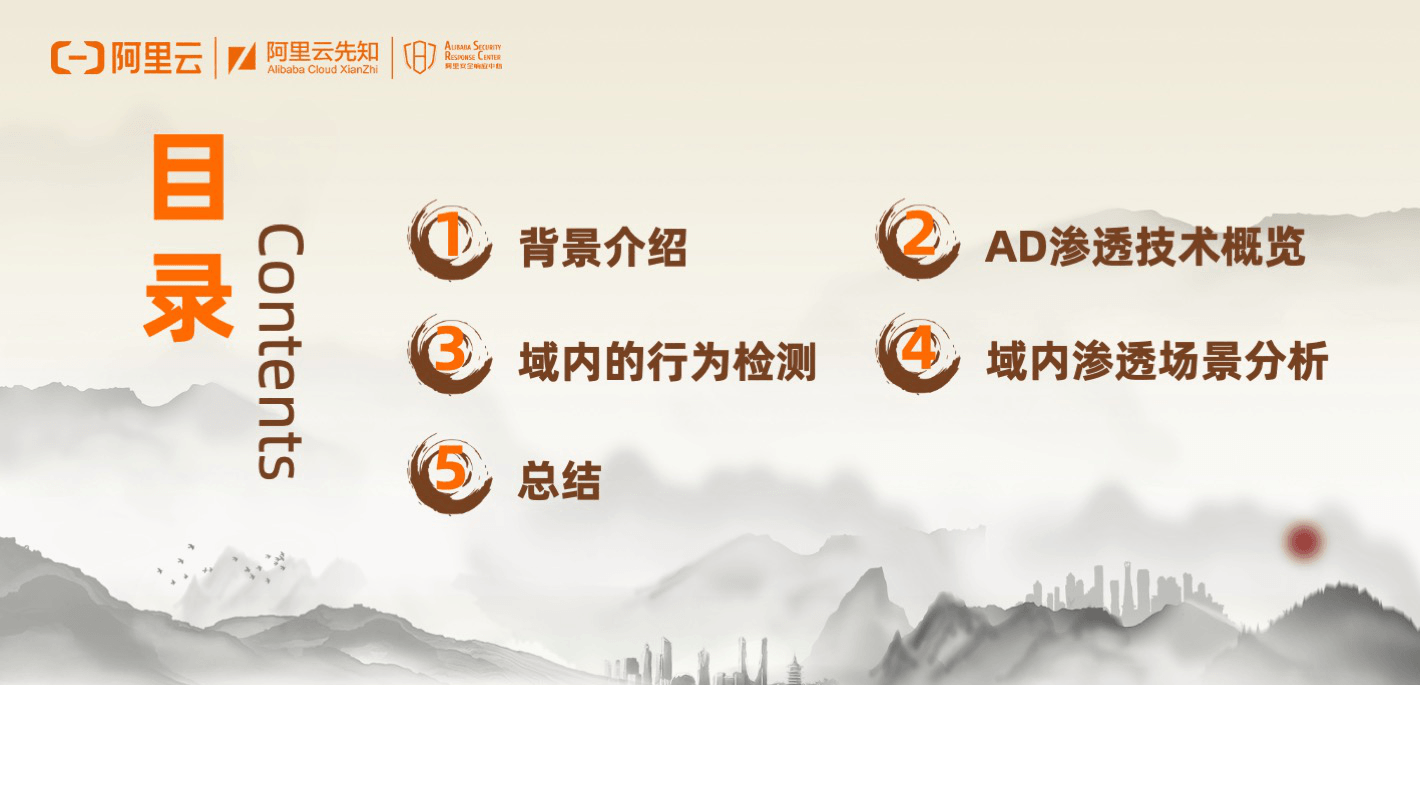 阿里云
阿里云先知
Alibaba Cloud XianZhi
ALIBABA SECURITY
RESPONSE CENTER
阿里安全响应中心
目录
Contents
1 背景介绍
2 AD渗透技术概览
3 域内的行为检测
4 域内渗透场景分析
5 总结